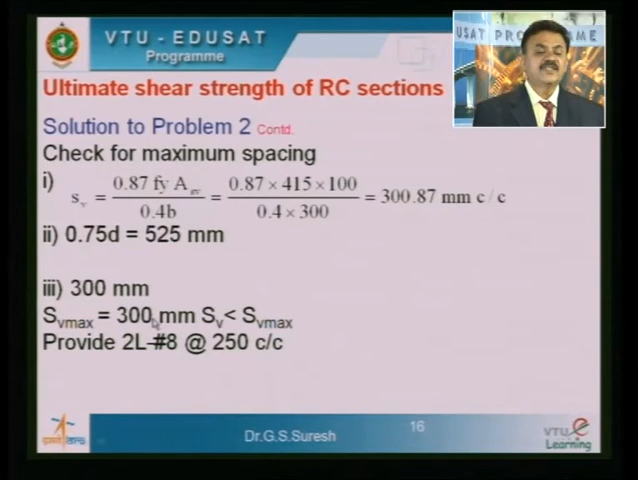 VTU - EDUSAT
Programme
USAT PROGRAMME
Ultimate shear strength of RC sections
Solution to Problem 2 Contd.
Check for maximum spacing
i) s_v = 0.87 fy A_sv / 0.4b = 0.87 × 415 × 100 / 0.4 × 300 = 300.87 mm c/c
ii) 0.75d = 525 mm
iii) 300 mm
S_vmax = 300 mm S_v < S_vmax
Provide 2L-#8 @ 250 c/c
Dr.G.S.Suresh
16
VTU e
Learning